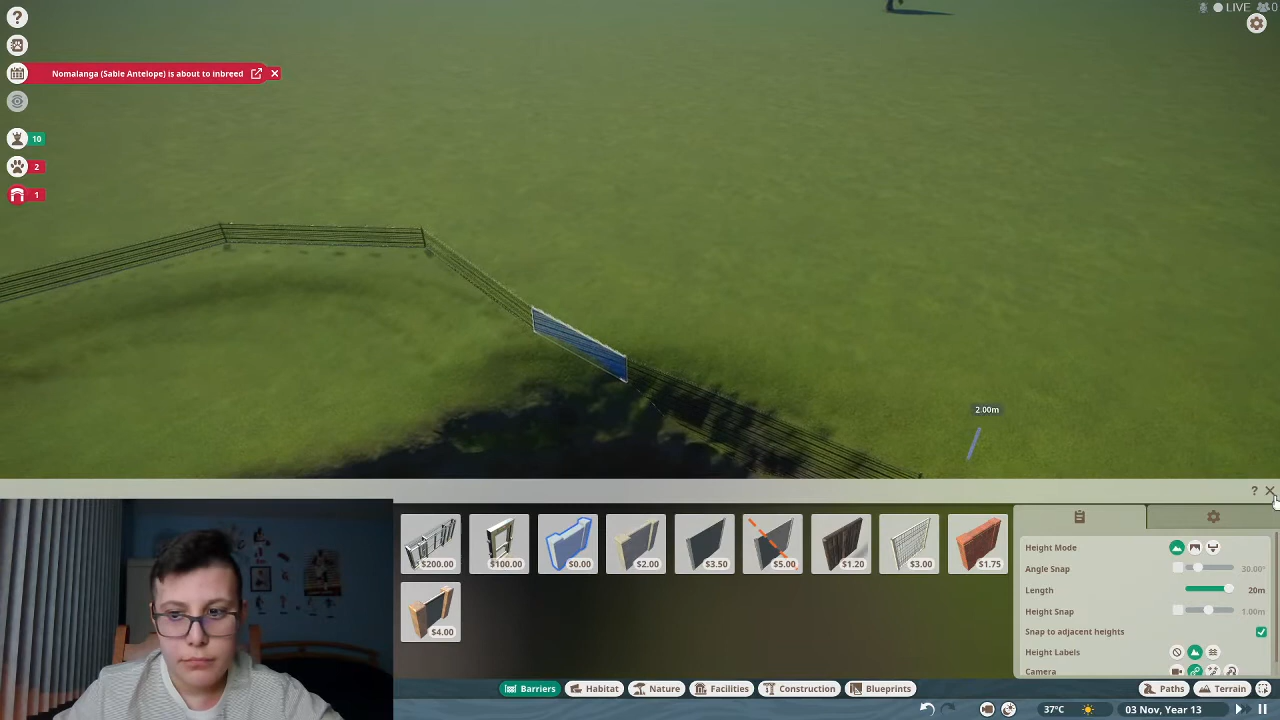 ?
LIVE 0
Nomalanga (Sable Antelope) is about to inbreed
10
2
1
2.00m
?
$200.00
$100.00
$0.00
$2.00
$3.50
$5.00
$1.20
$3.00
$1.75
$4.00
Height Mode
Angle Snap 30.00°
Length 20m
Height Snap 1.00m
Snap to adjacent heights
Height Labels
Camera
Barriers Habitat Nature Facilities Construction Blueprints Paths Terrain
37°C 03 Nov, Year 13